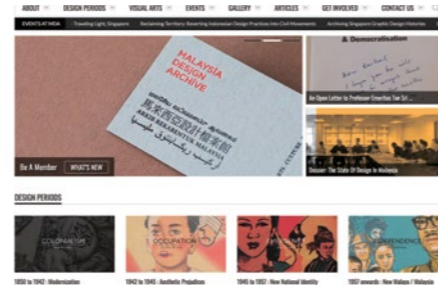 ABOUT
DESIGN PERIODS
VISUAL ARTS
EVENTS
GALLERY
ARTICLES
GET INVOLVED
CONTACT US
EVENTS AT MDA
Traveling Light, Singapore
Reclaiming Territory: Reverting Indonesian Design Practices into Civil Movements
Archiving Singapore Graphic Design Histories
MALAYSIA
DESIGN
ARCHIVE
馬來西亞設計檔案館
ARKIB REKABENTUK MALAYSIA
ARTS · CULTURE
Be A Member
WHAT'S NEW
& Democratisation
An Open Letter to Professor Emeritus Tan Sri ...
Dossier: The State Of Design In Malaysia
DESIGN PERIODS
COLONIALISM
OCCUPATION
INDEPENDENCE
1850 to 1942 - Modernization
1942 to 1945 - Aesthetic Prejudices
1945 to 1957 - New National Identity
1957 onwards - New Malaya / Malaysia